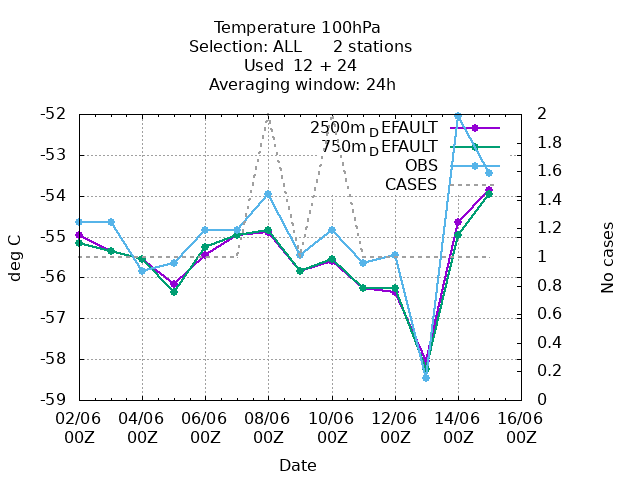 Temperature 100hPa
Selection: ALL 2 stations
Used 12 + 24
Averaging window: 24h
2500m_DEFAULT
750m_DEFAULT
OBS
CASES
-52
-53
-54
-55
-56
-57
-58
-59
2
1.8
1.6
1.4
1.2
1
0.8
0.6
0.4
0.2
0
deg C
No cases
02/06 04/06 06/06 08/06 10/06 12/06 14/06 16/06
00Z 00Z 00Z 00Z 00Z 00Z 00Z 00Z
Date